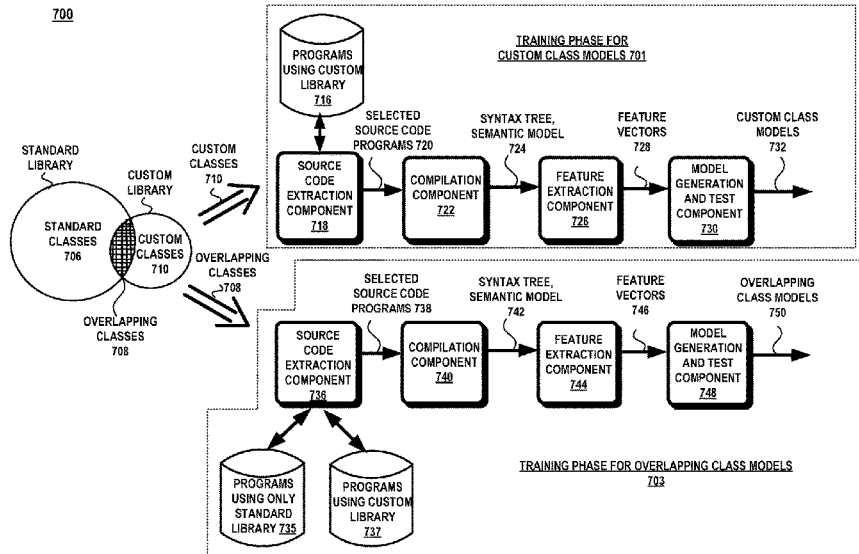 700
TRAINING PHASE FOR
CUSTOM CLASS MODELS 701
PROGRAMS
USING CUSTOM
LIBRARY
716
SELECTED
SOURCE CODE
PROGRAMS 720
SYNTAX TREE,
SEMANTIC MODEL
724
FEATURE
VECTORS
728
CUSTOM CLASS
MODELS
732
STANDARD
LIBRARY
CUSTOM
LIBRARY
CUSTOM
CLASSES
710
SOURCE
CODE
EXTRACTION
COMPONENT
718
COMPILATION
COMPONENT
722
FEATURE
EXTRACTION
COMPONENT
726
MODEL
GENERATION
AND TEST
COMPONENT
730
STANDARD
CLASSES
706
CUSTOM
CLASSES
710
OVERLAPPING
CLASSES
708
OVERLAPPING
CLASSES
708
SELECTED
SOURCE CODE
PROGRAMS 738
SYNTAX TREE,
SEMANTIC MODEL
742
FEATURE
VECTORS
746
OVERLAPPING
CLASS MODELS
750
SOURCE
CODE
EXTRACTION
COMPONENT
736
COMPILATION
COMPONENT
740
FEATURE
EXTRACTION
COMPONENT
744
MODEL
GENERATION
AND TEST
COMPONENT
748
PROGRAMS
USING ONLY
STANDARD
LIBRARY 735
PROGRAMS
USING CUSTOM
LIBRARY
737
TRAINING PHASE FOR OVERLAPPING CLASS MODELS
703